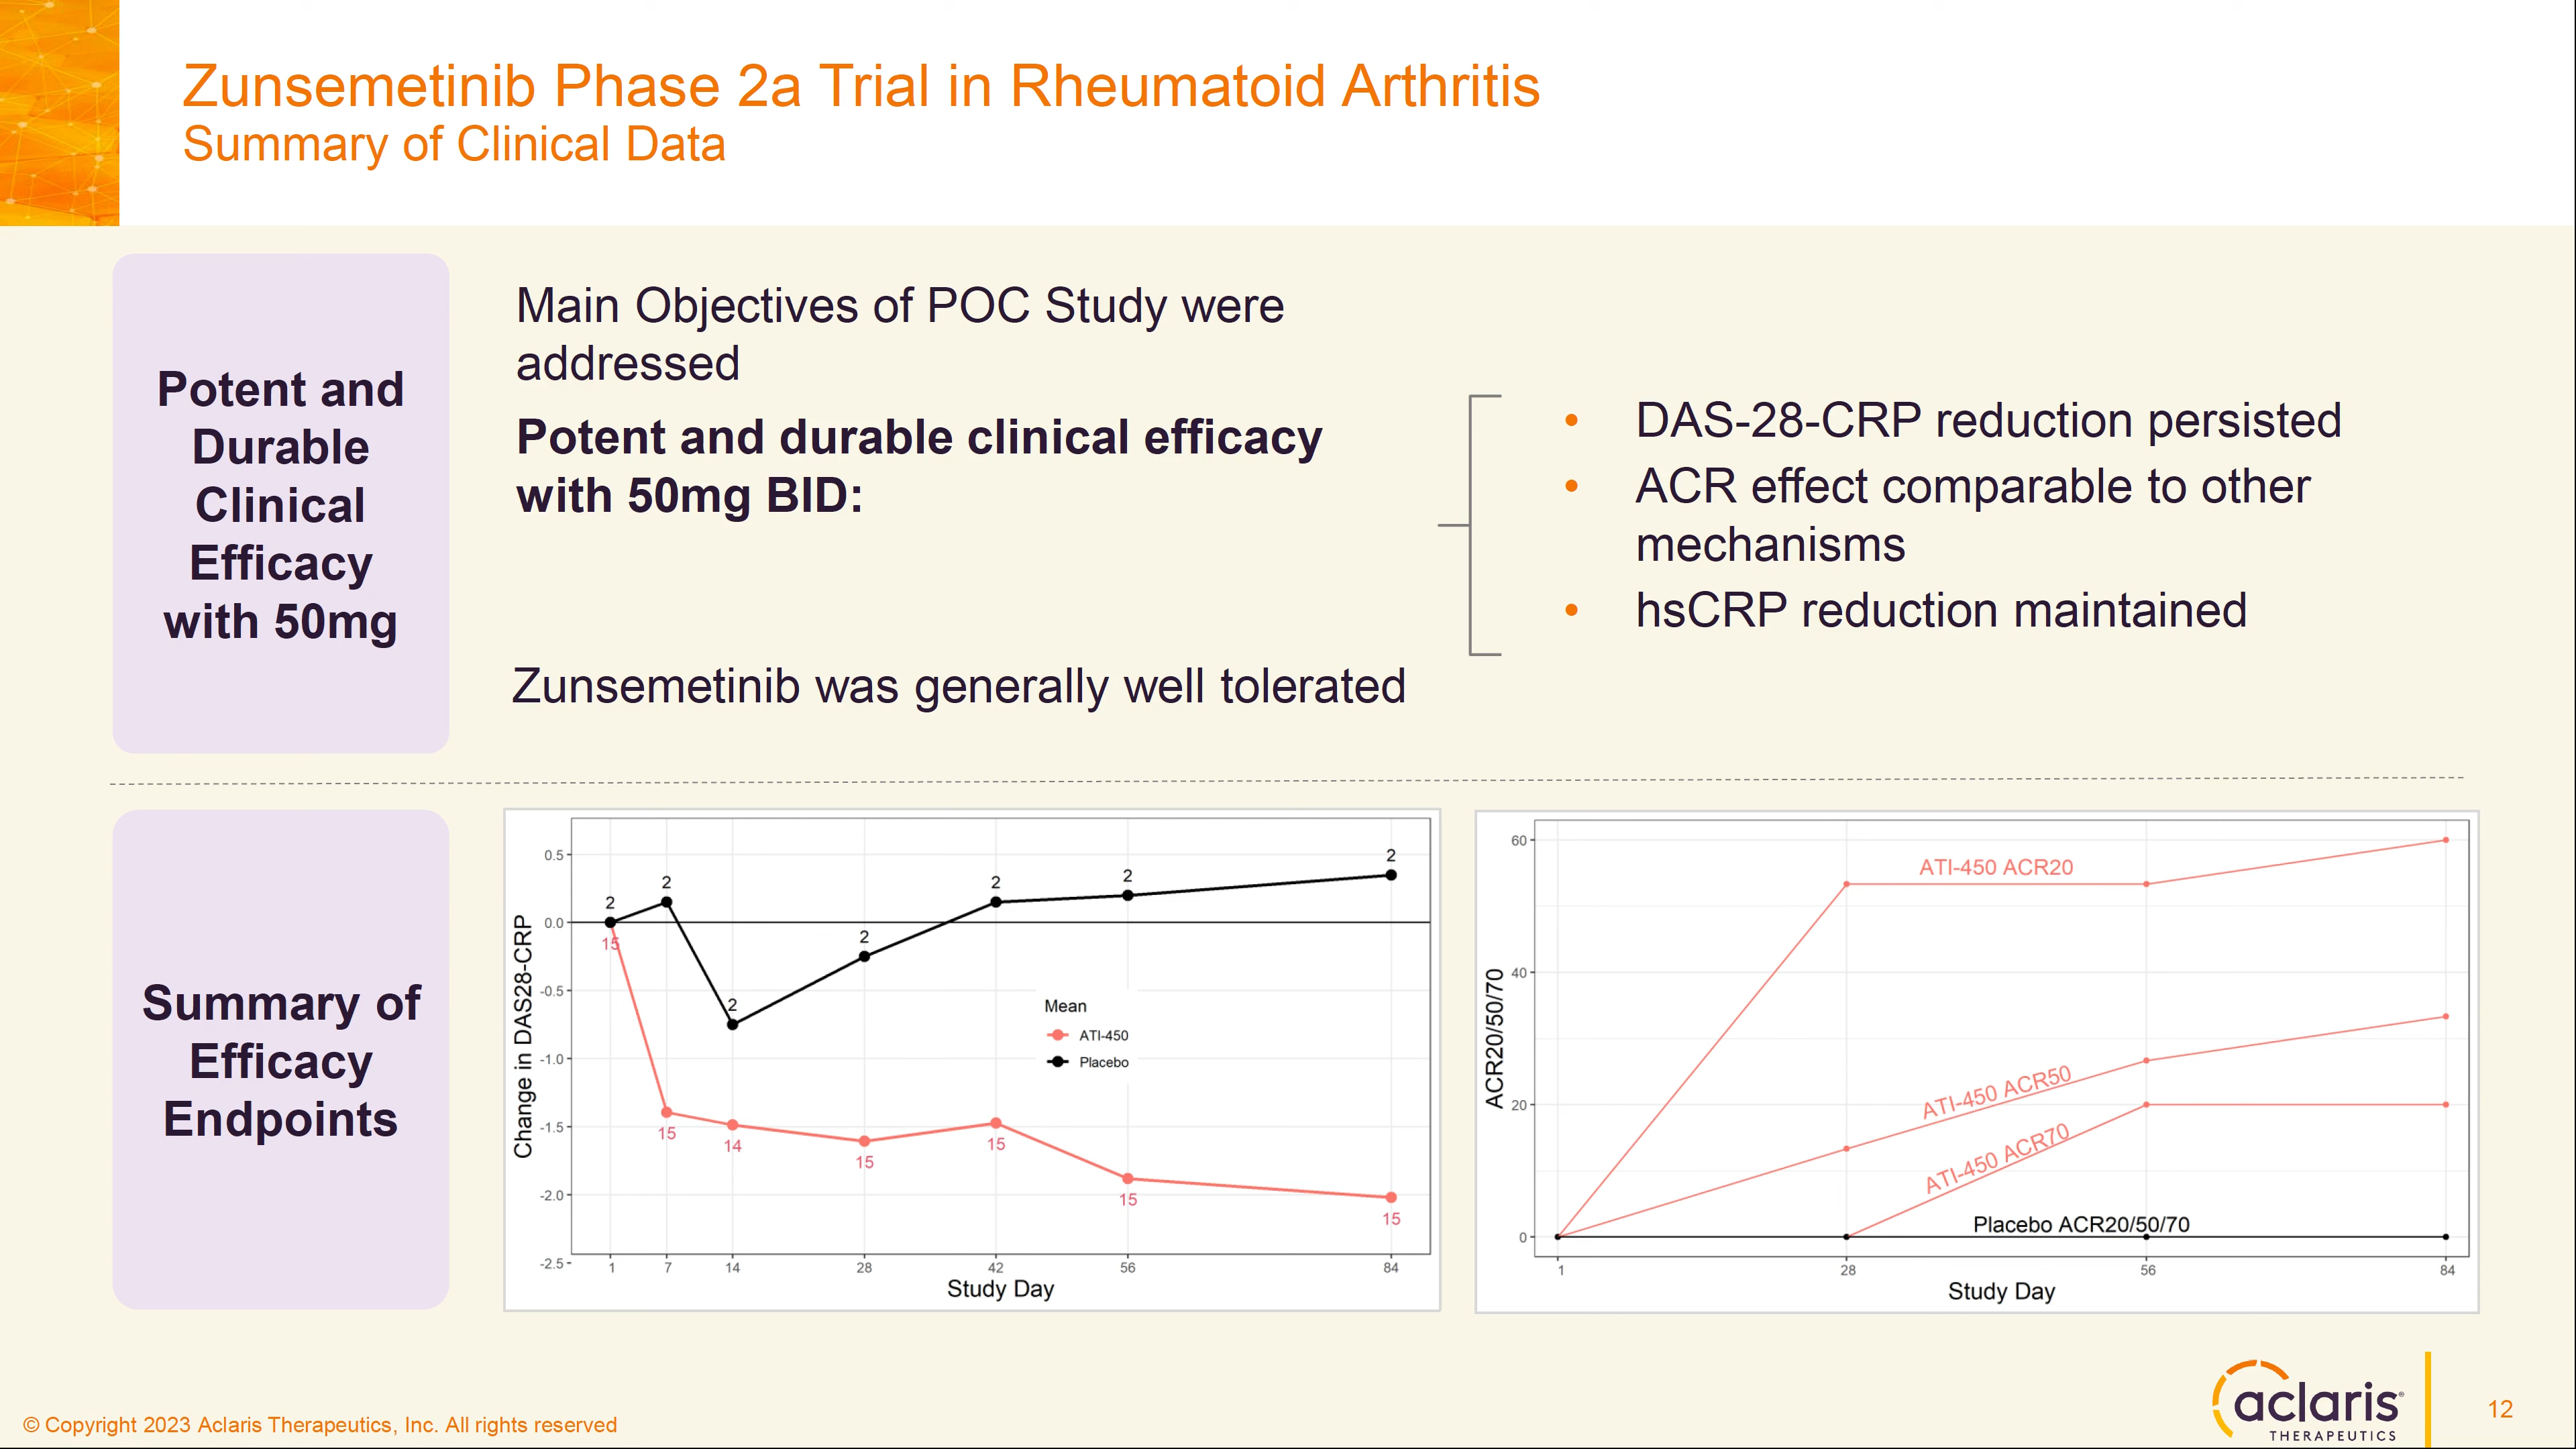 Zunsemetinib Phase 2a Trial in Rheumatoid Arthritis
Summary of Clinical Data
Potent and
Durable
Clinical
Efficacy
with 50mg
Main Objectives of POC Study were
addressed
Potent and durable clinical efficacy
with 50mg BID:
Zunsemetinib was generally well tolerated
• DAS-28-CRP reduction persisted
• ACR effect comparable to other
mechanisms
• hsCRP reduction maintained
Summary of
Efficacy
Endpoints
Change in DAS28-CRP
0.5
0.0
-0.5
-1.0
-1.5
-2.0
-2.5
2
2
2
2
2
2
2
15
15
14
15
15
15
15
Mean
ATI-450
Placebo
1 7 14 28 42 56 84
Study Day
ACR20/50/70
60
40
20
0
ATI-450 ACR20
ATI-450 ACR50
ATI-450 ACR70
Placebo ACR20/50/70
1 28 56 84
Study Day
© Copyright 2023 Aclaris Therapeutics, Inc. All rights reserved
aclaris®
THERAPEUTICS
12